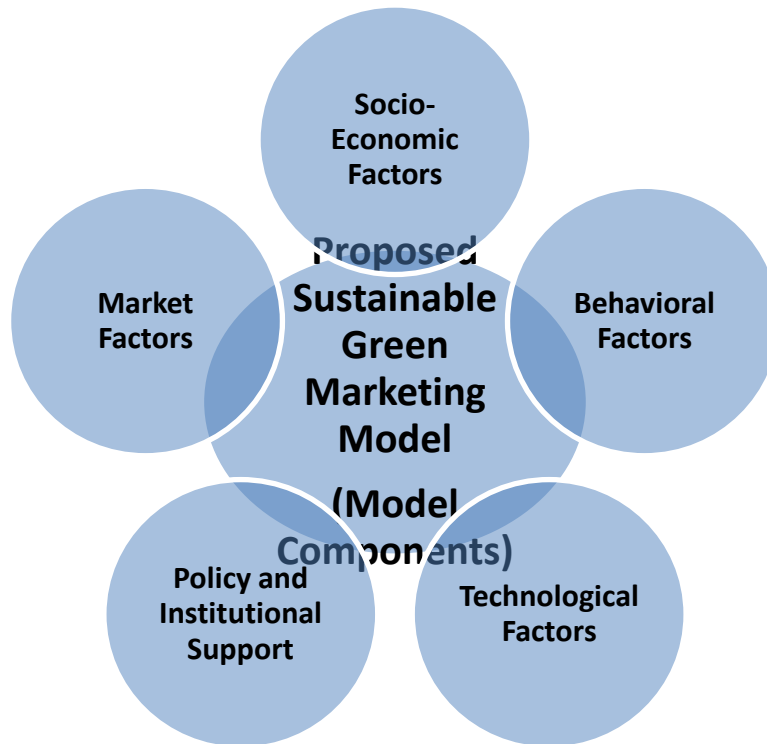 Socio-
Economic
Factors
Market
Factors
Proposed
Sustainable
Green
Marketing
Model
(Model
Components)
Behavioral
Factors
Policy and
Institutional
Support
Technological
Factors